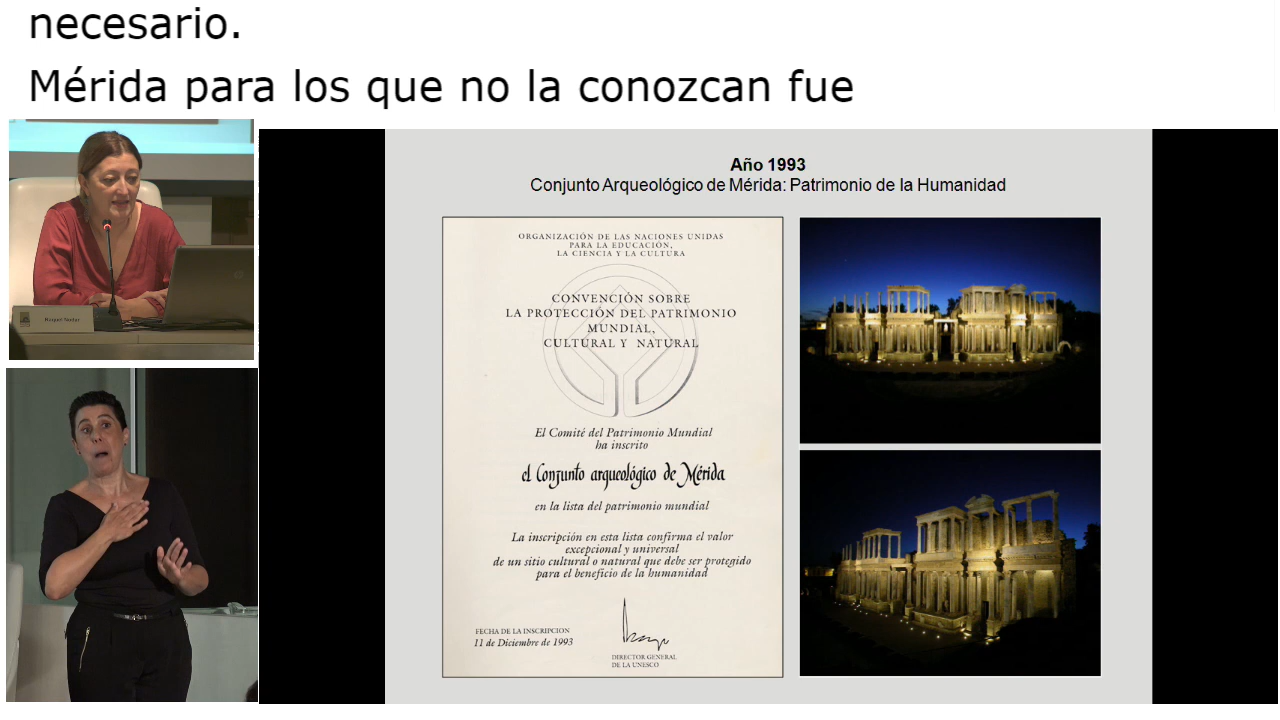 necesario.
Mérida para los que no la conozcan fue
Año 1993
Conjunto Arqueológico de Mérida: Patrimonio de la Humanidad
ORGANIZACIÓN DE LAS NACIONES UNIDAS
PARA LA EDUCACIÓN,
LA CIENCIA Y LA CULTURA
CONVENCIÓN SOBRE
LA PROTECCIÓN DEL PATRIMONIO
MUNDIAL,
CULTURAL Y NATURAL
El Comité del Patrimonio Mundial
ha inscrito
el Conjunto arqueológico de Mérida
en la lista del patrimonio mundial
La inscripción en esta lista confirma el valor
excepcional y universal
de un sitio cultural o natural que debe ser protegido
para el beneficio de la humanidad
FECHA DE LA INSCRIPCION
11 de Diciembre de 1993
DIRECTOR GENERAL
DE LA UNESCO